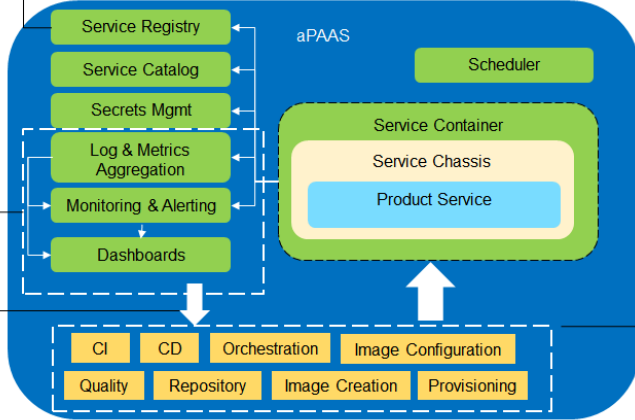 aPAAS
Service Registry
Service Catalog
Secrets Mgmt
Log & Metrics
Aggregation
Monitoring & Alerting
Dashboards
Scheduler
Service Container
Service Chassis
Product Service
CI
CD
Orchestration
Image Configuration
Quality
Repository
Image Creation
Provisioning